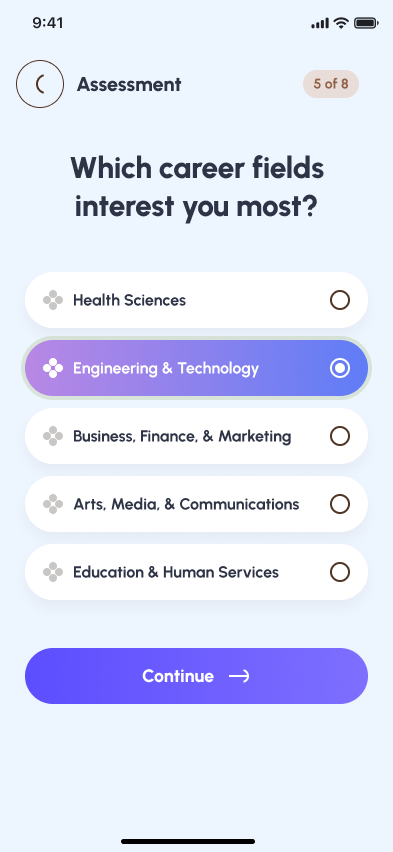 9:41
Assessment
5 of 8
Which career fields
interest you most?
Health Sciences
Engineering & Technology
Business, Finance, & Marketing
Arts, Media, & Communications
Education & Human Services
Continue